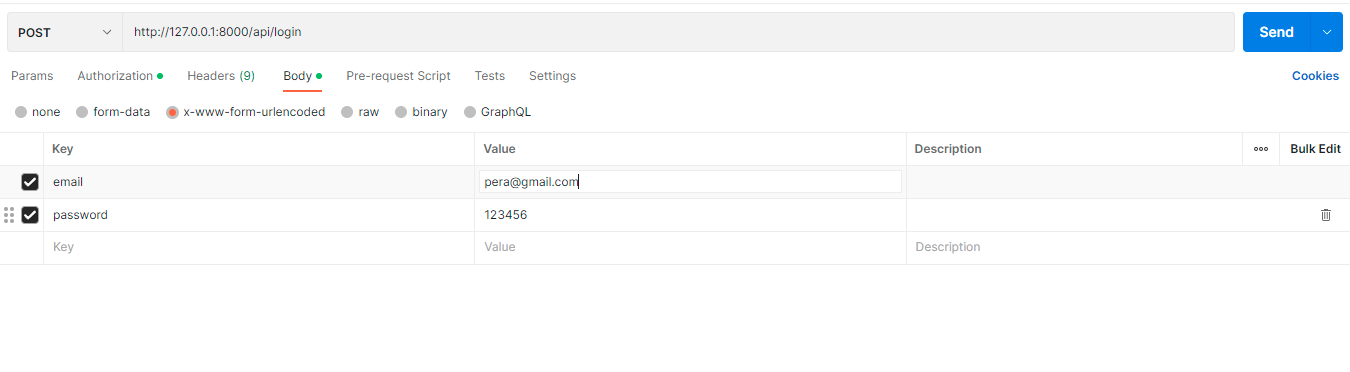 POST http://127.0.0.1:8000/api/login Send
Params Authorization Headers (9) Body Pre-request Script Tests Settings Cookies
none form-data x-www-form-urlencoded raw binary GraphQL
Key Value Description Bulk Edit
email pera@gmail.com
password 123456
Key Value Description